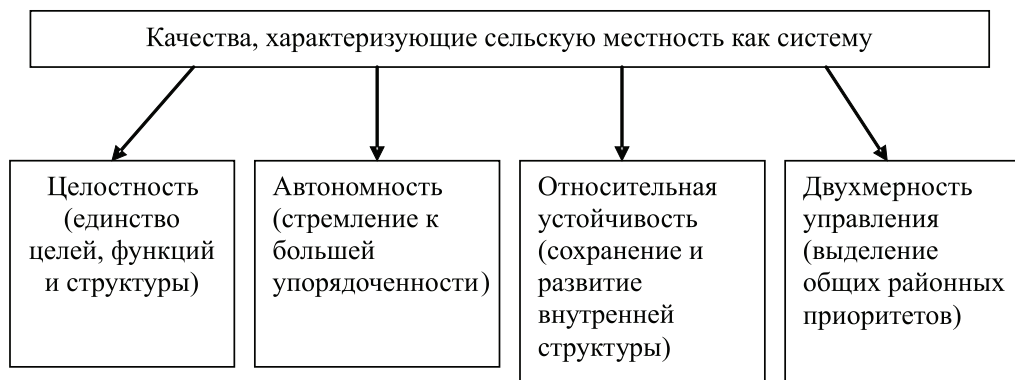 Качества, характеризующие сельскую местность как систему
Целостность
(единство
целей, функций
и структуры)
Автономность
(стремление к
большей
упорядоченности)
Относительная
устойчивость
(сохранение и
развитие
внутренней
структуры)
Двухмерность
управления
(выделение
общих районных
приоритетов)